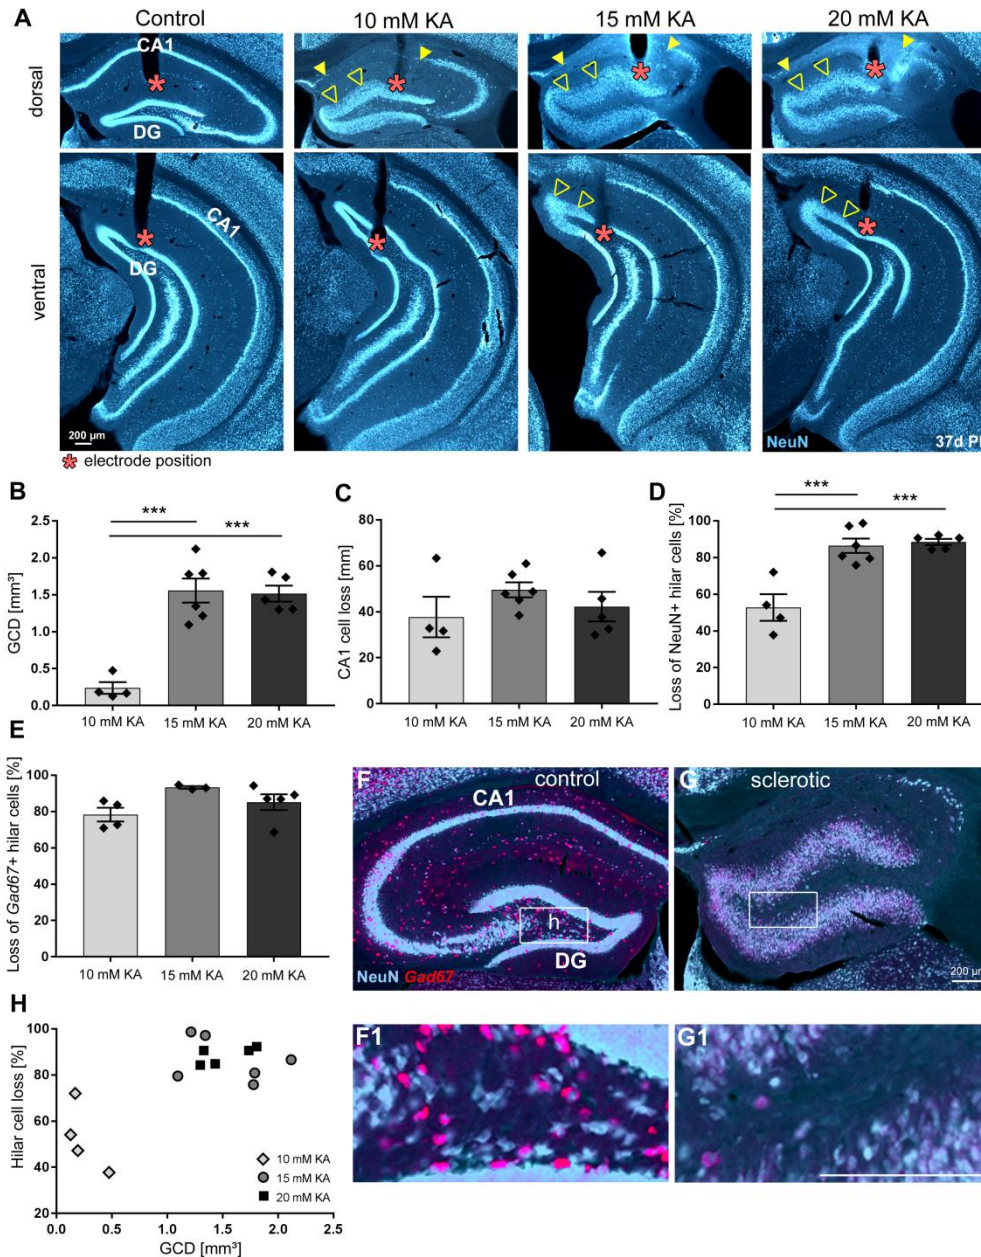 A
Control
10 mM KA
15 mM KA
20 mM KA
dorsal
CA1
DG
ventral
CA1
DG
200 µm
NeuN
37d
* electrode position
B
GCD [mm³]
2.5
2.0
1.5
1.0
0.5
0.0
***
***
10 mM KA
15 mM KA
20 mM KA
C
CA1 cell loss [mm]
80
60
40
20
0
10 mM KA
15 mM KA
20 mM KA
D
Loss of NeuN+ hilar cells [%]
100
80
60
40
20
0
***
***
10 mM KA
15 mM KA
20 mM KA
E
Loss of Gad67+ hilar cells [%]
100
80
60
40
20
0
10 mM KA
15 mM KA
20 mM KA
F
control
CA1
h
DG
NeuN Gad67
G
sclerotic
200 µm
H
Hilar cell loss [%]
100
80
60
40
20
0.0
0.5
1.0
1.5
2.0
2.5
GCD [mm³]
10 mM KA
15 mM KA
20 mM KA
F1
G1